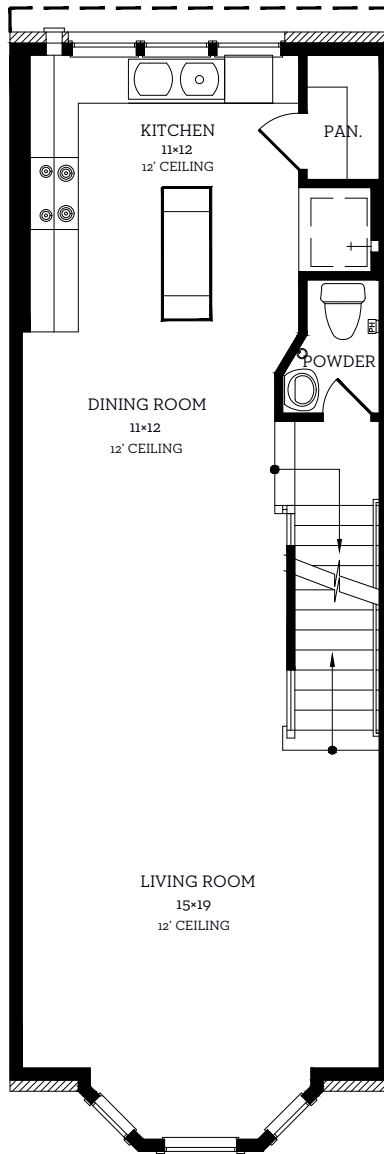 KITCHEN
11×12
12' CEILING
PAN.
POWDER
DINING ROOM
11×12
12' CEILING
LIVING ROOM
15×19
12' CEILING